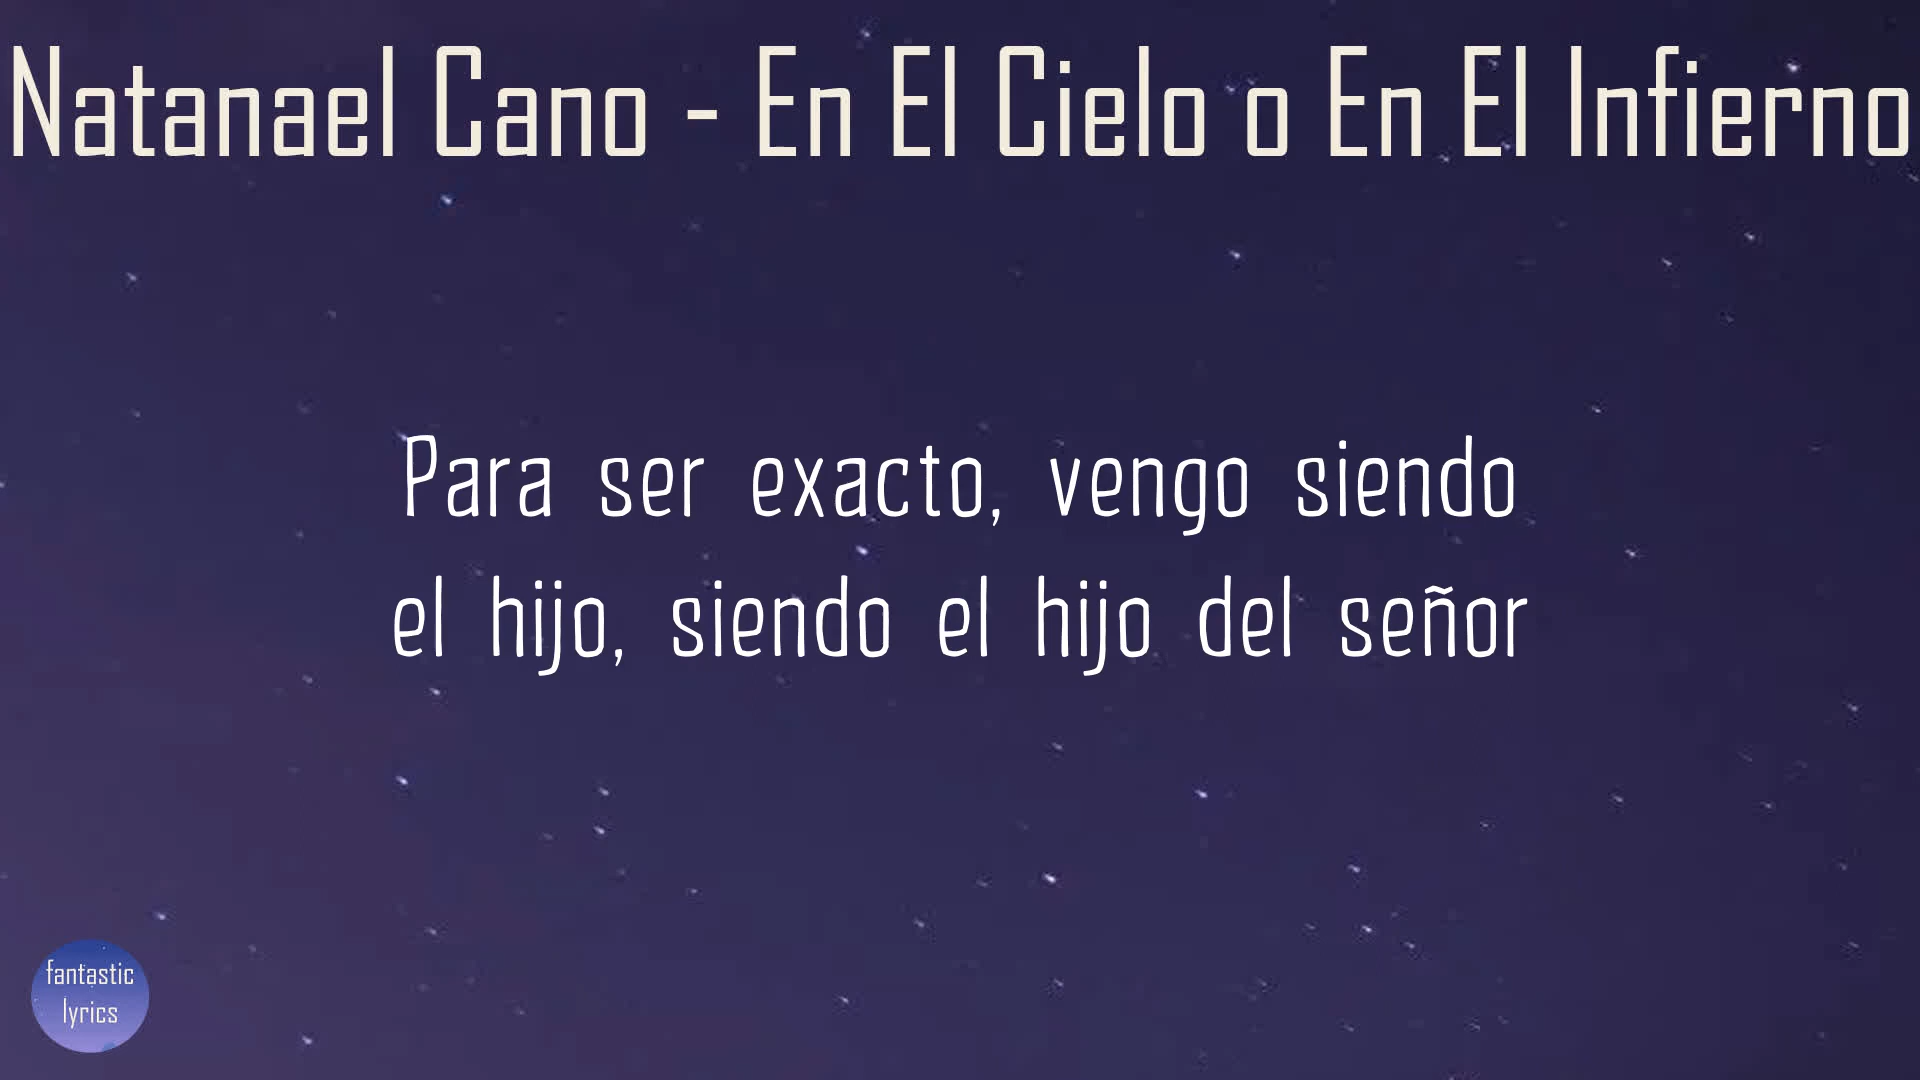 Natanael Cano - En El Cielo o En El Infierno
Para ser exacto, vengo siendo
el hijo, siendo el hijo del señor
fantastic
lyrics